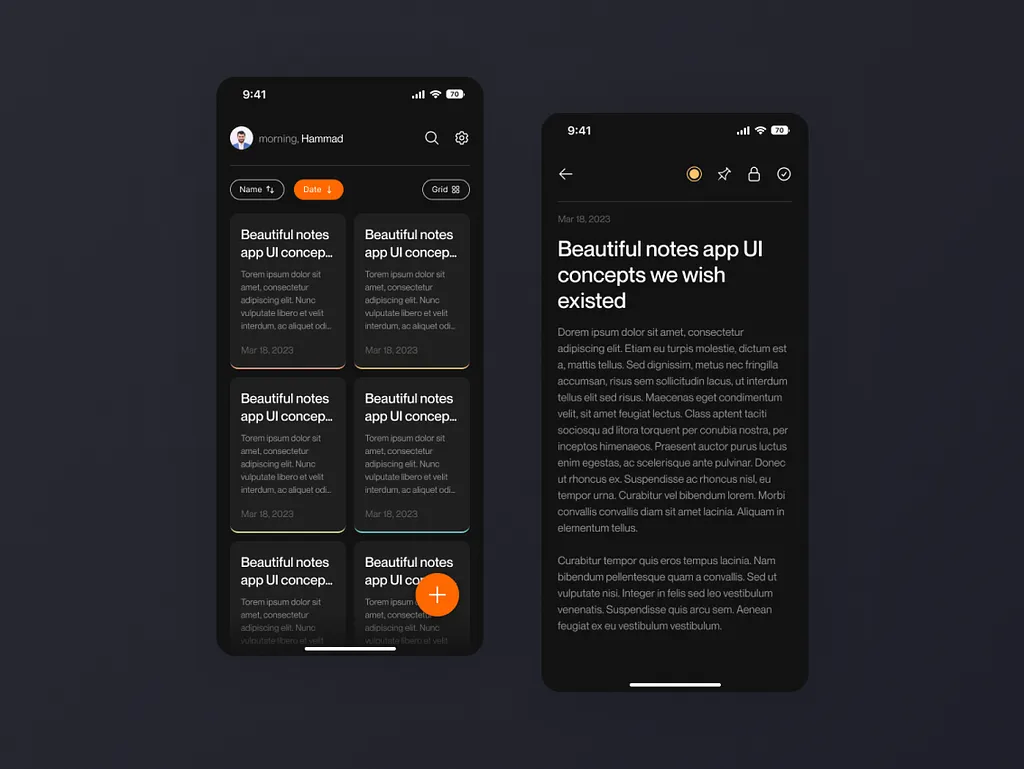 9:41
70
morning, Hammad
Name
Date
Grid
Beautiful notes
app UI concep...
Torem ipsum dolor sit
amet, consectetur
adipiscing elit. Nunc
vulputate libero et velit
interdum, ac aliquet odi...
Mar 18, 2023
Beautiful notes
app UI concep...
Torem ipsum dolor sit
amet, consectetur
adipiscing elit. Nunc
vulputate libero et velit
interdum, ac aliquet odi...
Mar 18, 2023
Beautiful notes
app UI concep...
Torem ipsum dolor sit
amet, consectetur
adipiscing elit. Nunc
vulputate libero et velit
interdum, ac aliquet odi...
Mar 18, 2023
Beautiful notes
app UI concep...
Torem ipsum dolor sit
amet, consectetur
adipiscing elit. Nunc
vulputate libero et velit
interdum, ac aliquet odi...
Mar 18, 2023
Beautiful notes
app UI concep...
Torem ipsum dolor sit
amet, consectetur
adipiscing elit. Nunc
vulputate libero et velit
Beautiful notes
app UI
Torem ipsum
amet, consectetur
adipiscing elit. Nunc
vulputate libero et velit
9:41
70
Mar 18, 2023
Beautiful notes app UI
concepts we wish
existed
Dorem ipsum dolor sit amet, consectetur
adipiscing elit. Etiam eu turpis molestie, dictum est
a, mattis tellus. Sed dignissim, metus nec fringilla
accumsan, risus sem sollicitudin lacus, ut interdum
tellus elit sed risus. Maecenas eget condimentum
velit, sit amet feugiat lectus. Class aptent taciti
sociosqu ad litora torquent per conubia nostra, per
inceptos himenaeos. Praesent auctor purus luctus
enim egestas, ac scelerisque ante pulvinar. Donec
ut rhoncus ex. Suspendisse ac rhoncus nisl, eu
tempor urna. Curabitur vel bibendum lorem. Morbi
convallis convallis diam sit amet lacinia. Aliquam in
elementum tellus.
Curabitur tempor quis eros tempus lacinia. Nam
bibendum pellentesque quam a convallis. Sed ut
vulputate nisi. Integer in felis sed leo vestibulum
venenatis. Suspendisse quis arcu sem. Aenean
feugiat ex eu vestibulum vestibulum.